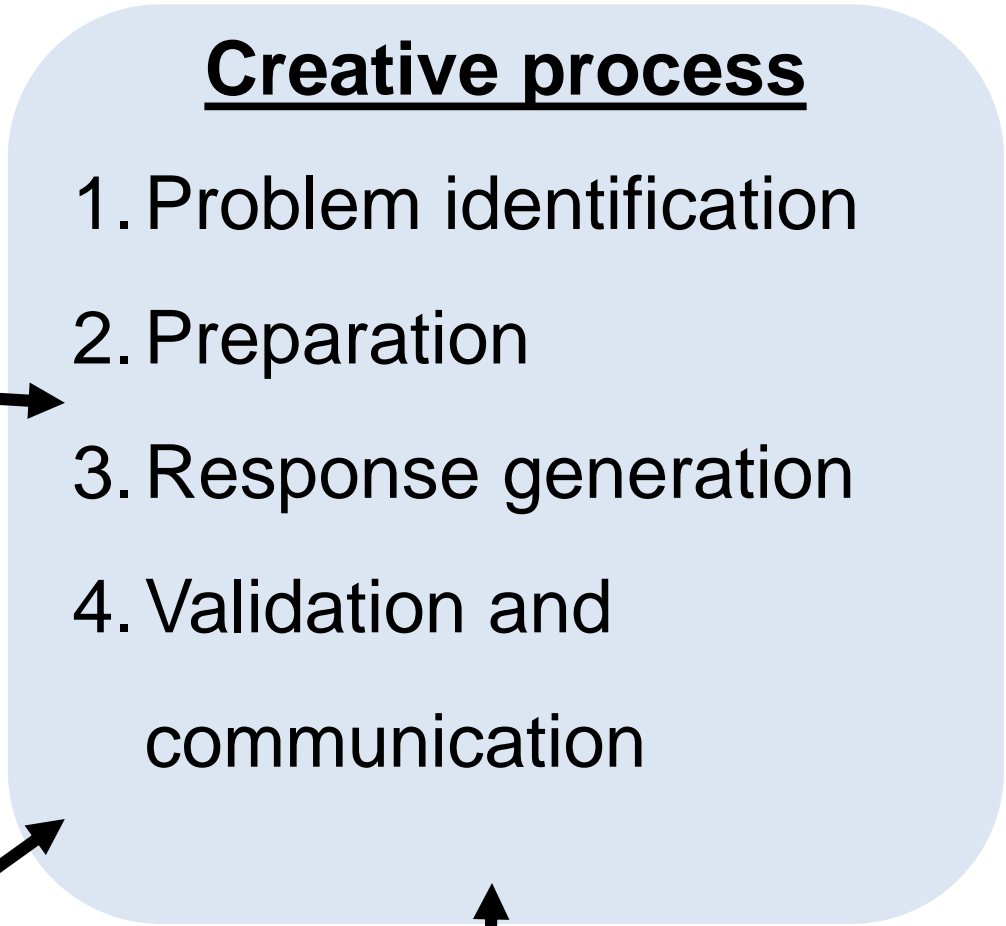 Creative process
1. Problem identification
2. Preparation
3. Response generation
4. Validation and
communication